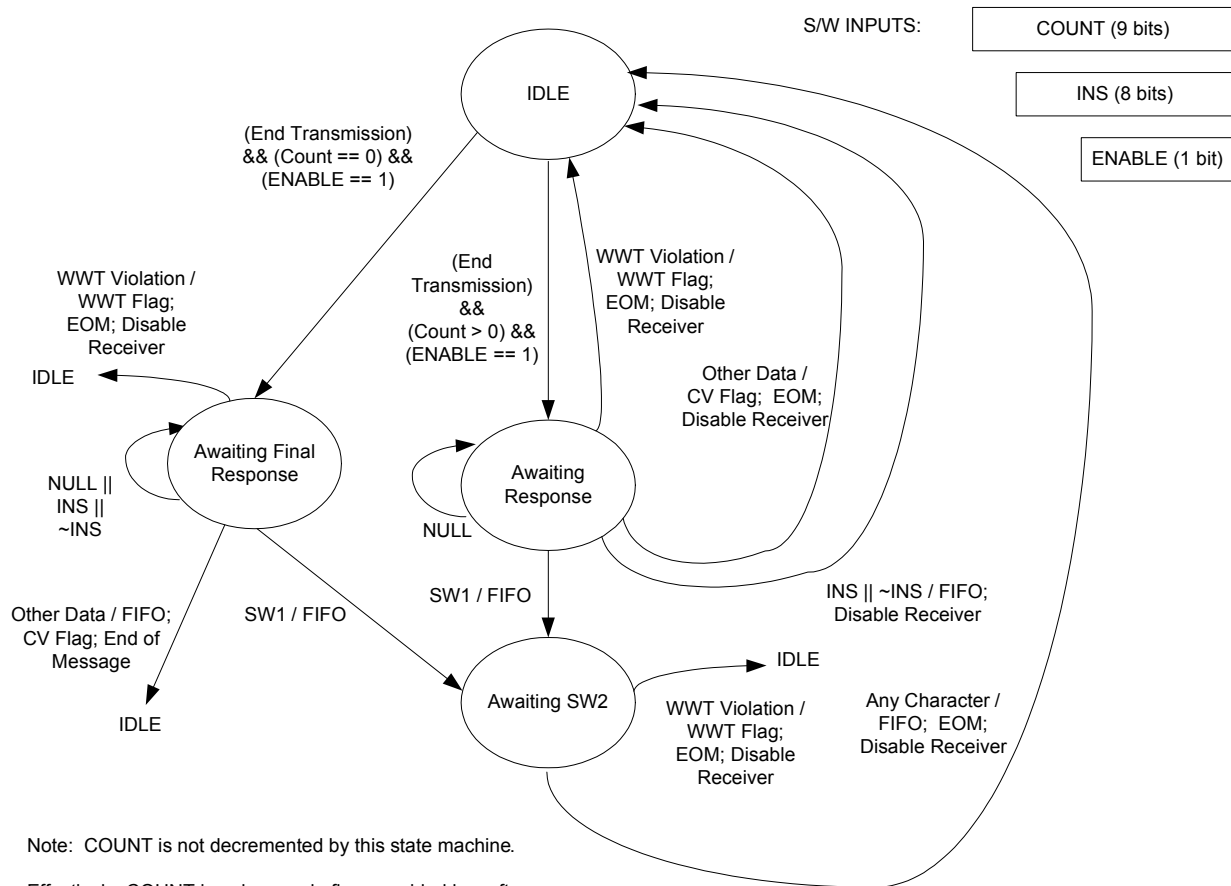 S/W INPUTS:
COUNT (9 bits)
INS (8 bits)
ENABLE (1 bit)
IDLE
(End Transmission)
&& (Count == 0) &&
(ENABLE == 1)
(End
Transmission)
&&
(Count > 0) &&
(ENABLE == 1)
WWT Violation /
WWT Flag;
EOM; Disable
Receiver
WWT Violation /
WWT Flag;
EOM; Disable
Receiver
IDLE
Other Data /
CV Flag; EOM;
Disable Receiver
Awaiting Final
Response
Awaiting
Response
NULL ||
INS ||
~INS
NULL
INS || ~INS / FIFO;
Disable Receiver
Other Data / FIFO;
CV Flag; End of
Message
SW1 / FIFO
SW1 / FIFO
IDLE
Awaiting SW2
IDLE
WWT Violation /
WWT Flag;
EOM; Disable
Receiver
Any Character /
FIFO; EOM;
Disable Receiver
Note: COUNT is not decremented by this state machine.